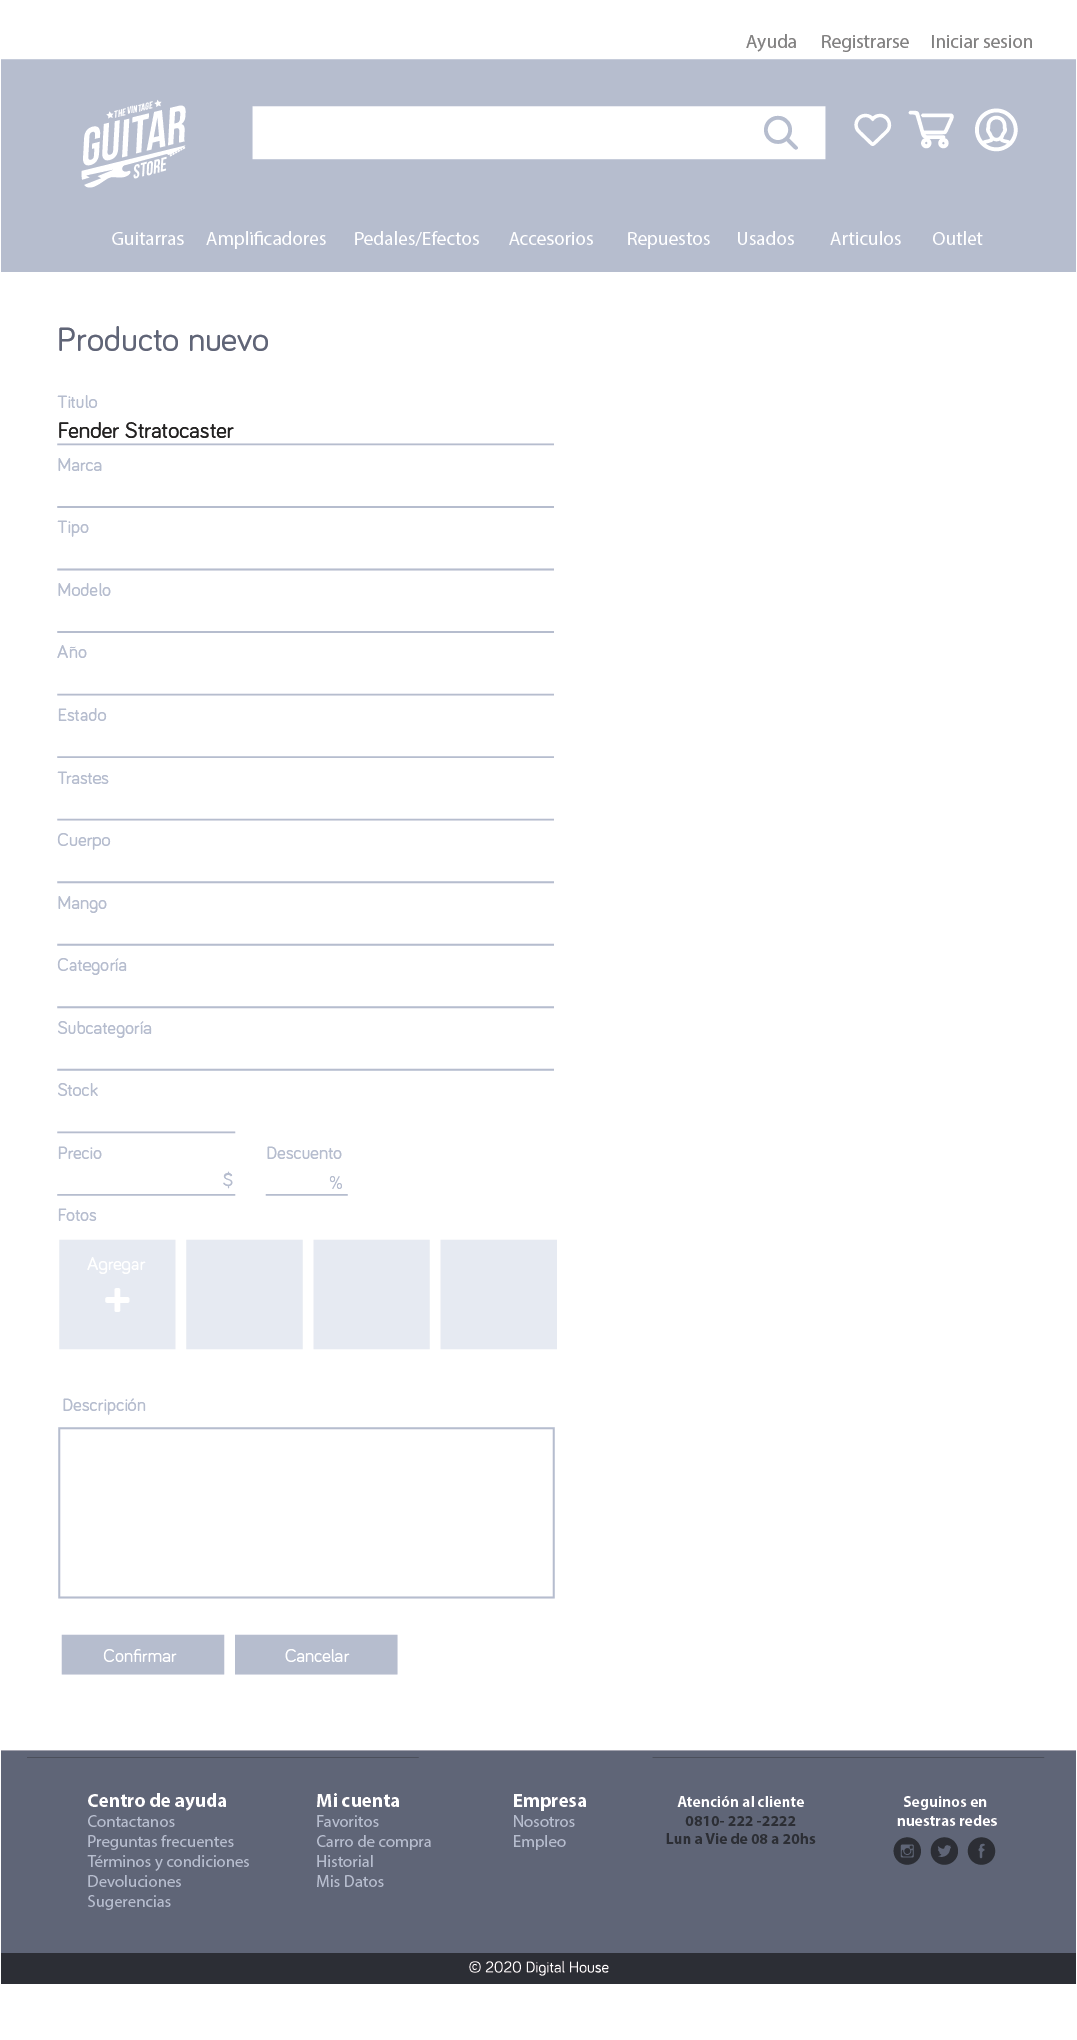 Ayuda Registrarse Iniciar sesion
THE VINTAGE
GUITAR
STORE
Guitarras Amplificadores Pedales/Efectos Accesorios Repuestos Usados Articulos Outlet
Producto nuevo
Titulo
Fender Stratocaster
Marca
Tipo
Modelo
Año
Estado
Trastes
Cuerpo
Mango
Categoría
Subcategoría
Stock
Precio Descuento
$ %
Fotos
Agregar
+
Descripción
Confirmar Cancelar
Centro de ayuda
Contactanos
Preguntas frecuentes
Términos y condiciones
Devoluciones
Sugerencias
Mi cuenta
Favoritos
Carro de compra
Historial
Mis Datos
Empresa
Nosotros
Empleo
Atención al cliente
0810- 222 -2222
Lun a Vie de 08 a 20hs
Seguinos en
nuestras redes
© 2020 Digital House